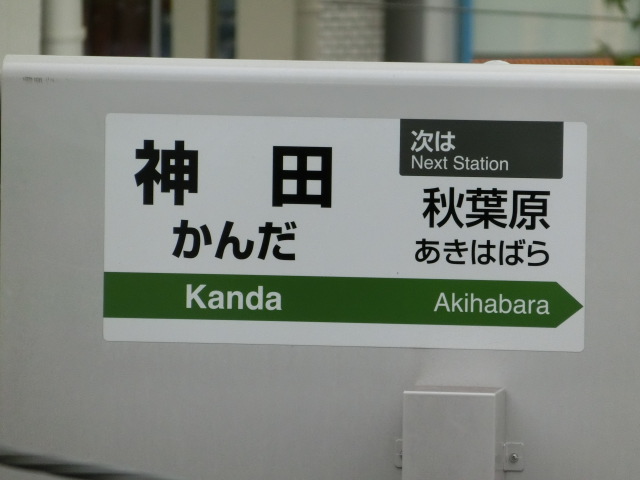 神 田
かんだ
Kanda
次は
Next Station
秋葉原
あきはばら
Akihabara